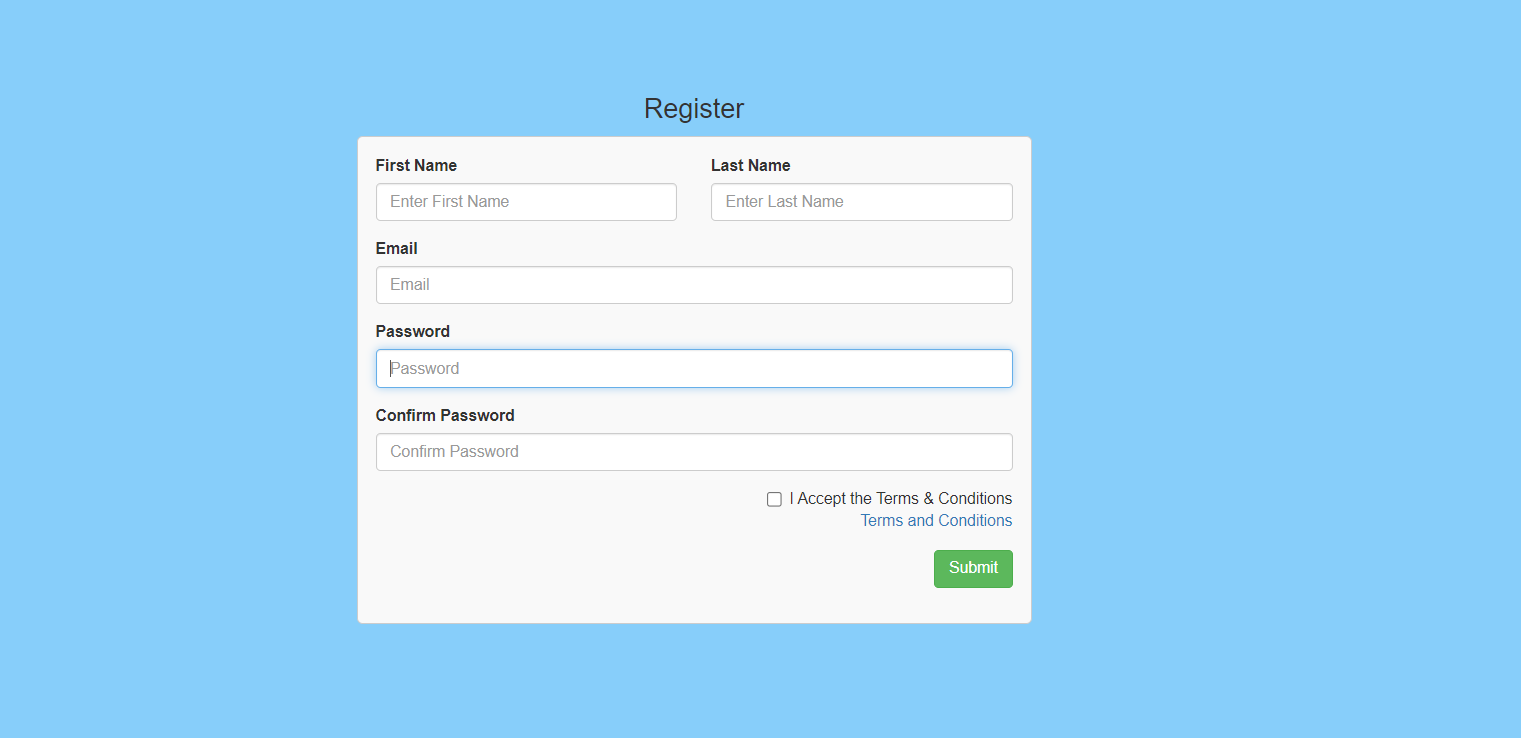 Register
First Name Last Name
Enter First Name Enter Last Name
Email
Email
Password
Password
Confirm Password
Confirm Password
I Accept the Terms & Conditions
Terms and Conditions
Submit